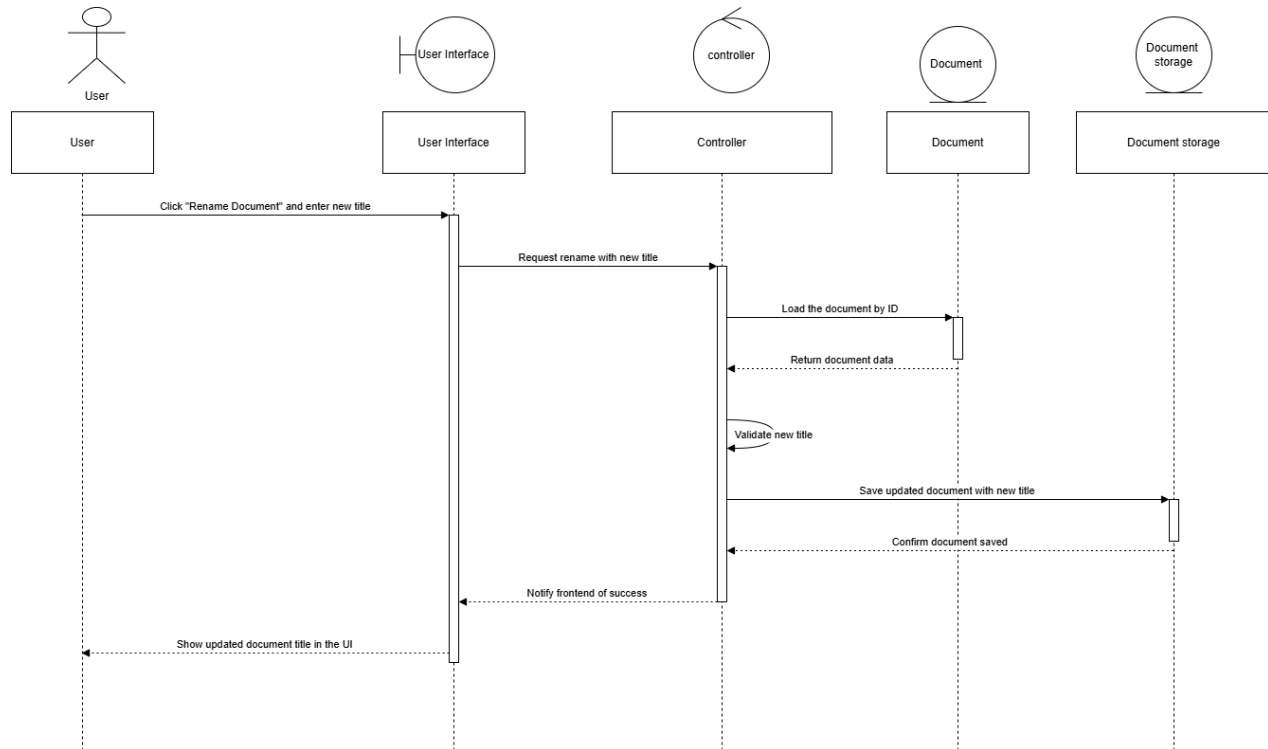 User Interface
controller
Document
Document
storage
User
User
User Interface
Controller
Document
Document storage
Click "Rename Document" and enter new title
Request rename with new title
Load the document by ID
Return document data
Validate new title
Save updated document with new title
Confirm document saved
Notify frontend of success
Show updated document title in the UI